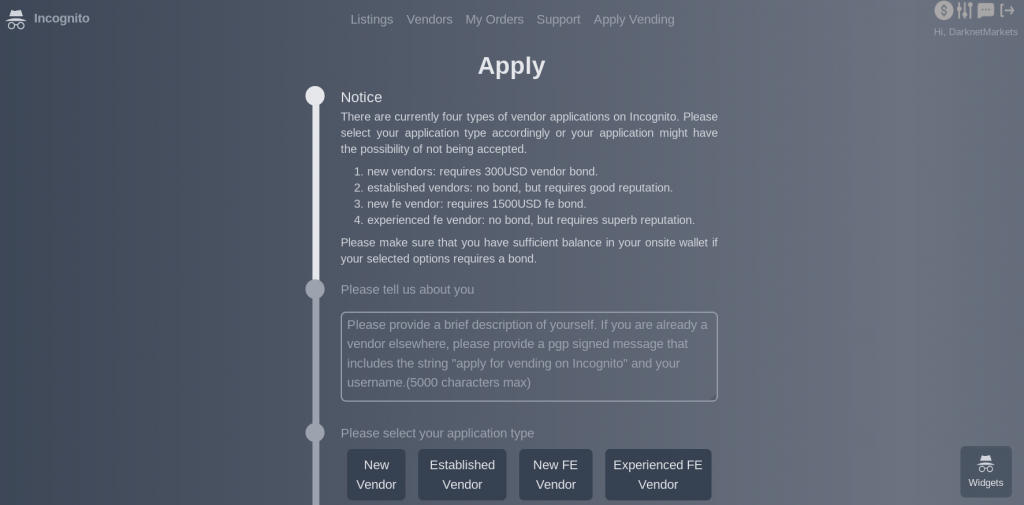 Incognito
Listings Vendors My Orders Support Apply Vending
Hi, DarknetMarkets
Apply
Notice
There are currently four types of vendor applications on Incognito. Please
select your application type accordingly or your application might have
the possibility of not being accepted.
1. new vendors: requires 300USD vendor bond.
2. established vendors: no bond, but requires good reputation.
3. new fe vendor: requires 1500USD fe bond.
4. experienced fe vendor: no bond, but requires superb reputation.
Please make sure that you have sufficient balance in your onsite wallet if
your selected options requires a bond.
Please tell us about you
Please provide a brief description of yourself. If you are already a
vendor elsewhere, please provide a pgp signed message that
includes the string "apply for vending on Incognito" and your
username.(5000 characters max)
Please select your application type
New
Vendor
Established
Vendor
New FE
Vendor
Experienced FE
Vendor
Widgets